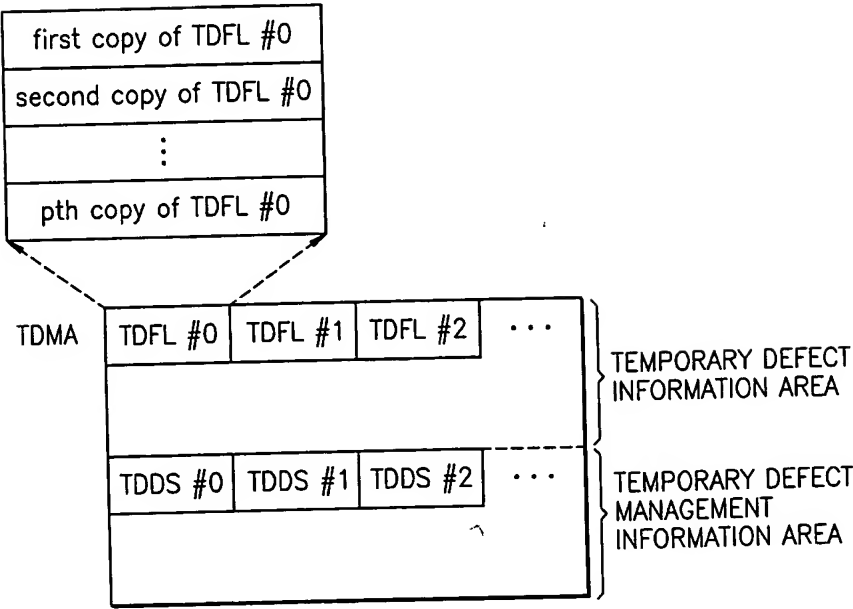 first copy of TDFL #0
second copy of TDFL #0
⋮
pth copy of TDFL #0
TDMA
TDFL #0 TDFL #1 TDFL #2 ...
TEMPORARY DEFECT
INFORMATION AREA
TDDS #0 TDDS #1 TDDS #2 ...
TEMPORARY DEFECT
MANAGEMENT
INFORMATION AREA